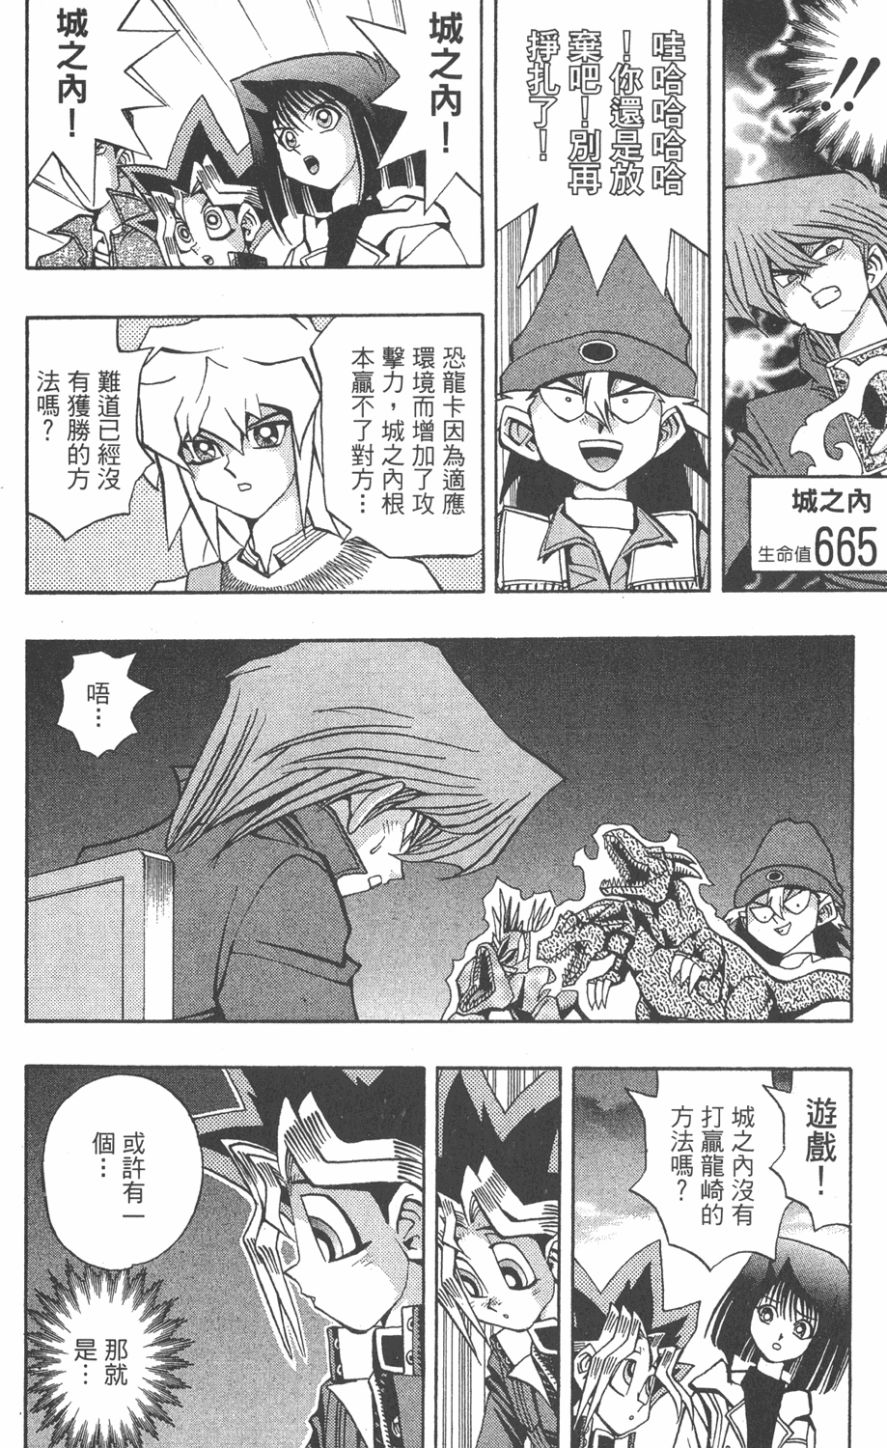 !!
城之內
生命值665
哇哈哈哈哈
！你還是放
棄吧！別再
掙扎了！
城之內！
城之內！
恐龍卡因為適應
環境而增加了攻
擊力，城之內根
本贏不了對方…
難道已經沒
有獲勝的方
法嗎？
唔…
遊戲！
城之內沒有
打贏龍崎的
方法嗎？
或許有一
個…
那就
是…